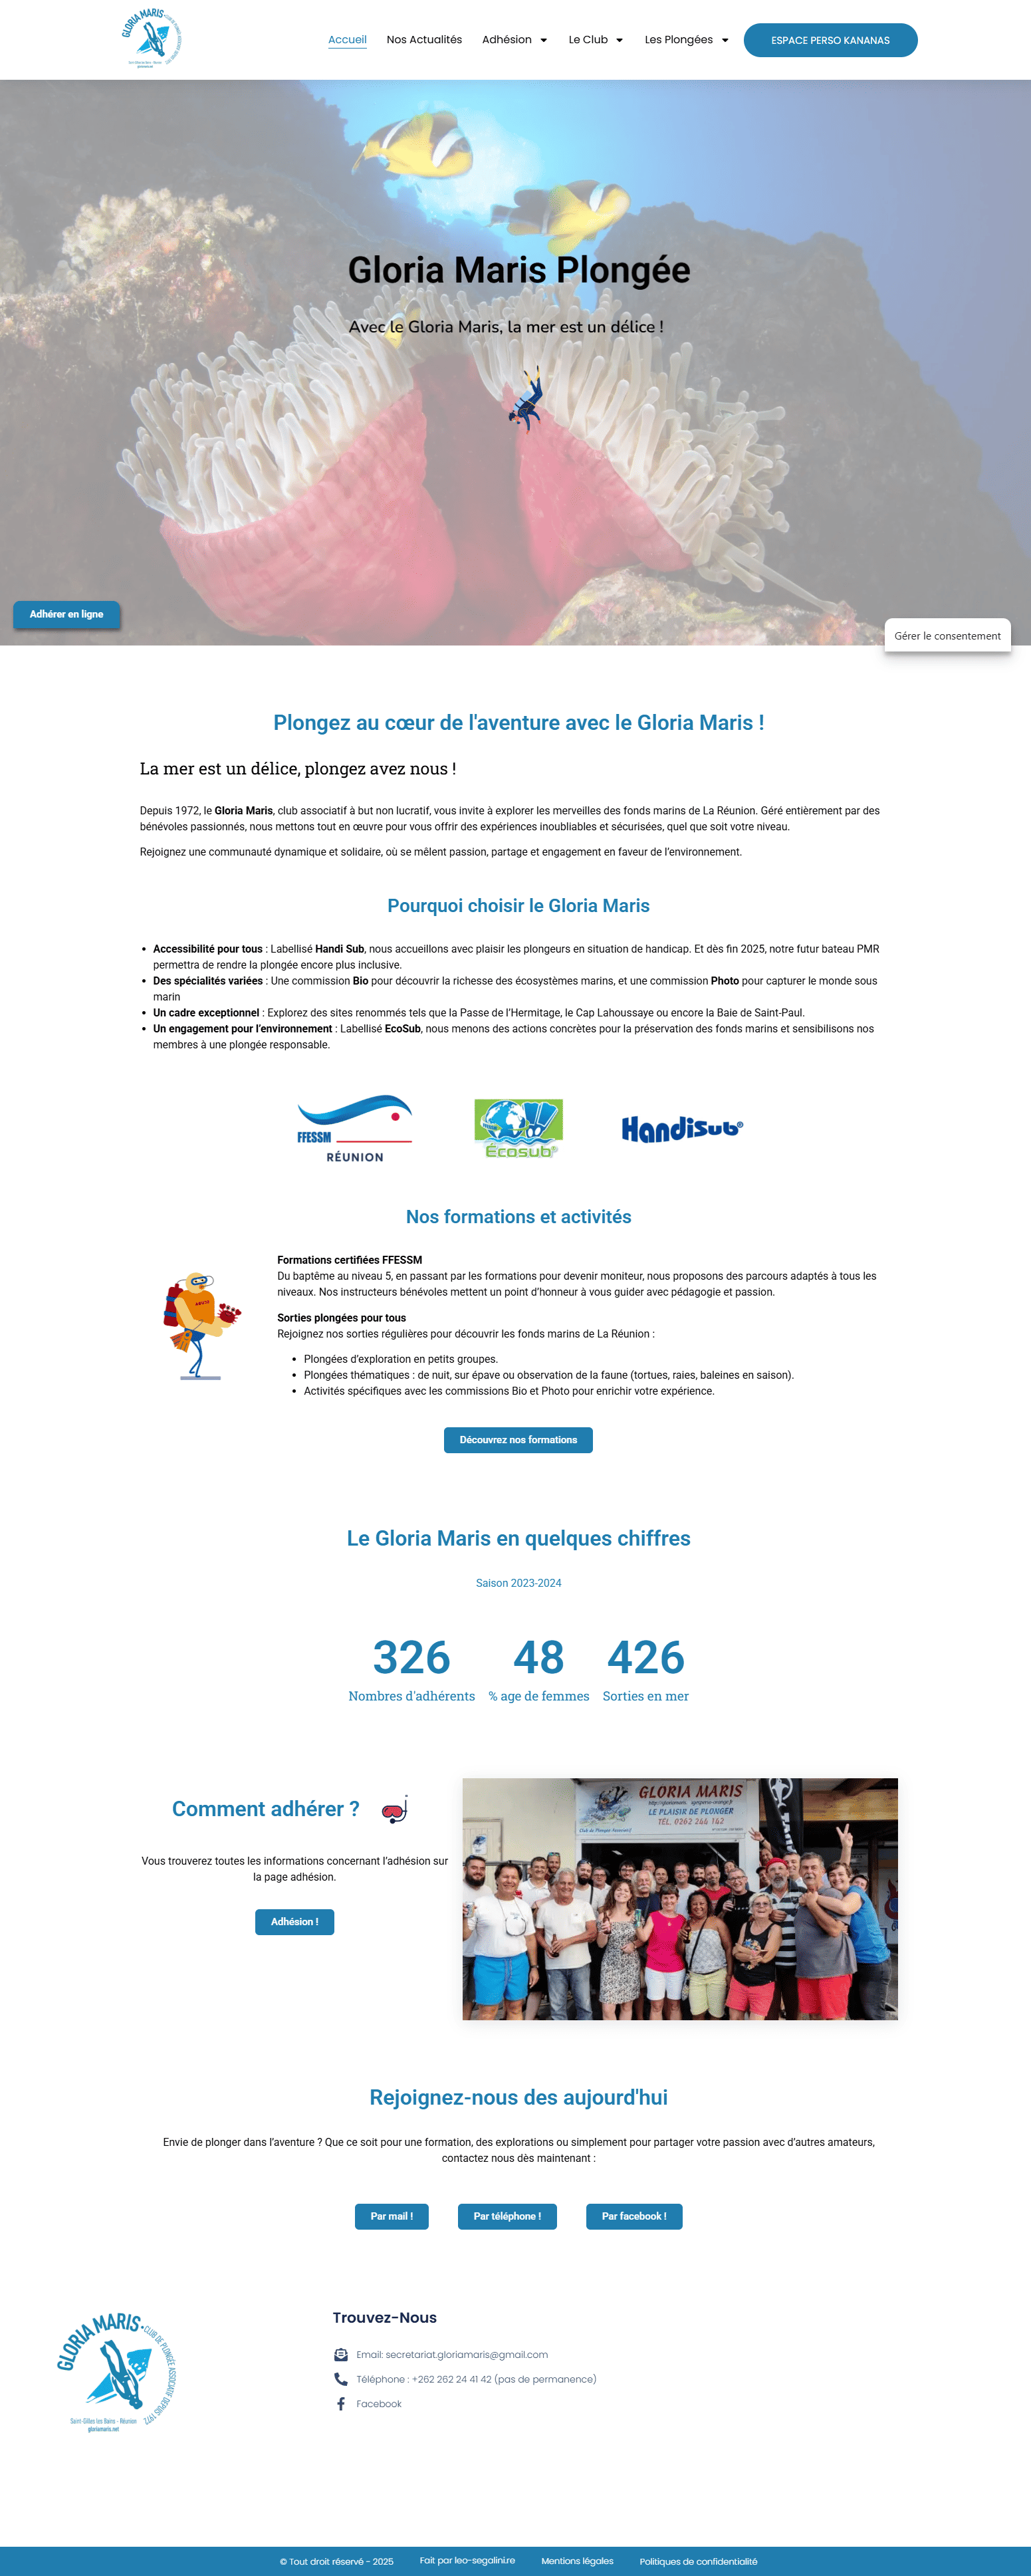 GLORIA MARIS
Accueil
Nos Actualités
Adhésion
Le Club
Les Plongées
ESPACE PERSO KANANAS
Gloria Maris Plongée
Avec le Gloria Maris, la mer est un délice !
Adhérer en ligne
Gérer le consentement
Plongez au cœur de l'aventure avec le Gloria Maris !
La mer est un délice, plongez avez nous !
Depuis 1972, le Gloria Maris, club associatif à but non lucratif, vous invite à explorer les merveilles des fonds marins de La Réunion. Géré entièrement par des
bénévoles passionnés, nous mettons tout en œuvre pour vous offrir des expériences inoubliables et sécurisées, quel que soit votre niveau.
Rejoignez une communauté dynamique et solidaire, où se mêlent passion, partage et engagement en faveur de l’environnement.
Pourquoi choisir le Gloria Maris
• Accessibilité pour tous : Labellisé Handi Sub, nous accueillons avec plaisir les plongeurs en situation de handicap. Et dès fin 2025, notre futur bateau PMR
permettra de rendre la plongée encore plus inclusive.
• Des spécialités variées : Une commission Bio pour découvrir la richesse des écosystèmes marins, et une commission Photo pour capturer le monde sous
marin
• Un cadre exceptionnel : Explorez des sites renommés tels que la Passe de l’Hermitage, le Cap Lahoussaye ou encore la Baie de Saint-Paul.
• Un engagement pour l’environnement : Labellisé EcoSub, nous menons des actions concrètes pour la préservation des fonds marins et sensibilisons nos
membres à une plongée responsable.
FFESSM
RÉUNION
Écosub®
HandiSub®
Nos formations et activités
Formations certifiées FFESSM
Du baptême au niveau 5, en passant par les formations pour devenir moniteur, nous proposons des parcours adaptés à tous les
niveaux. Nos instructeurs bénévoles mettent un point d’honneur à vous guider avec pédagogie et passion.
Sorties plongées pour tous
Rejoignez nos sorties régulières pour découvrir les fonds marins de La Réunion :
• Plongées d’exploration en petits groupes.
• Plongées thématiques : de nuit, sur épave ou observation de la faune (tortues, raies, baleines en saison).
• Activités spécifiques avec les commissions Bio et Photo pour enrichir votre expérience.
Découvrez nos formations
Le Gloria Maris en quelques chiffres
Saison 2023-2024
326
Nombres d'adhérents
48
% age de femmes
426
Sorties en mer
Comment adhérer ?
Vous trouverez toutes les informations concernant l’adhésion sur
la page adhésion.
Adhésion !
GLORIA MARIS
LE PLAISIR DE PLONGER
TÉL. 0262 244 142
Rejoignez-nous des aujourd'hui
Envie de plonger dans l’aventure ? Que ce soit pour une formation, des explorations ou simplement pour partager votre passion avec d’autres amateurs,
contactez nous dès maintenant :
Par mail !
Par téléphone !
Par facebook !
GLORIA MARIS • CLUB DE PLONGÉE ASSOCIATIF DEPUIS 1972
Saint-Gilles les Bains - Réunion
gloriamaris.net
Trouvez-Nous
Email: secretariat.gloriamaris@gmail.com
Téléphone : +262 262 24 41 42 (pas de permanence)
Facebook
© Tout droit réservé - 2025
Fait par leo-segalini.re
Mentions légales
Politiques de confidentialité